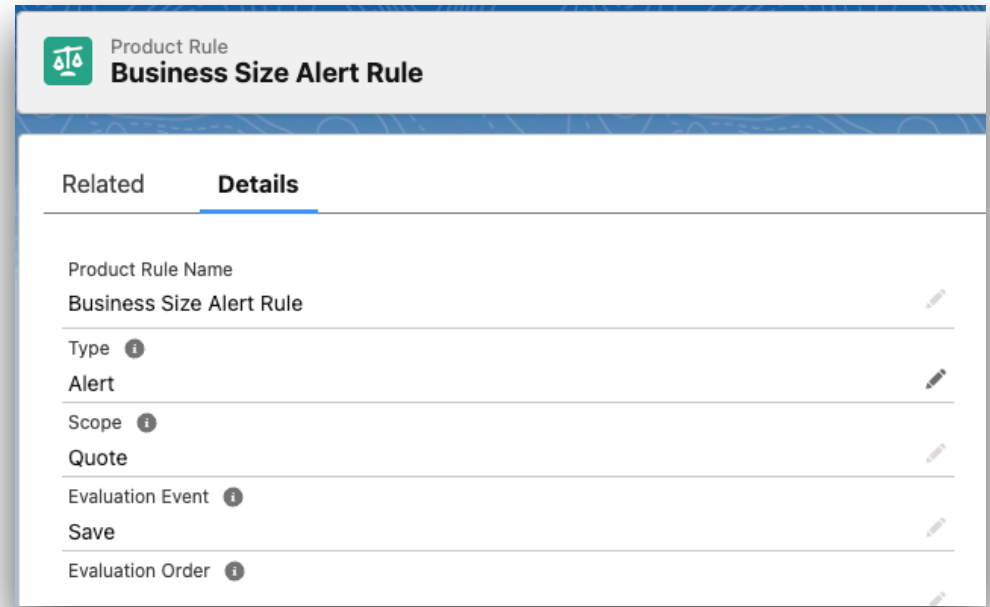 Product Rule
Business Size Alert Rule
Related Details
Product Rule Name
Business Size Alert Rule
Type
Alert
Scope
Quote
Evaluation Event
Save
Evaluation Order